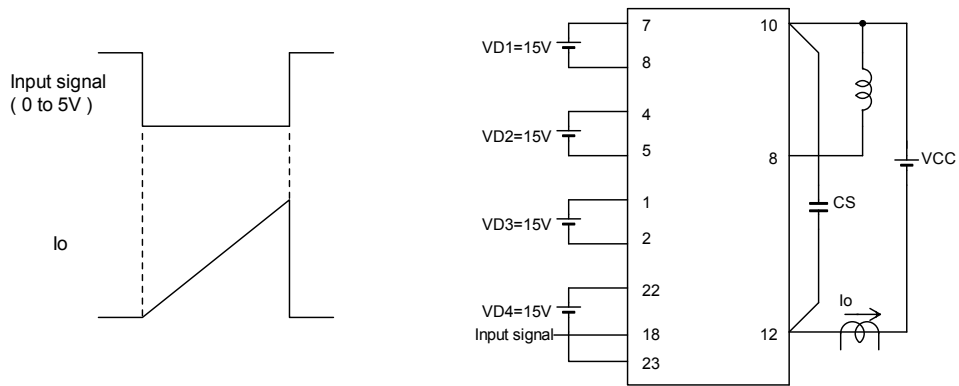 Input signal
( 0 to 5V )
Io
VD1=15V
7
8
VD2=15V
4
5
VD3=15V
1
2
VD4=15V
22
Input signal
18
23
10
8
12
CS
VCC
Io